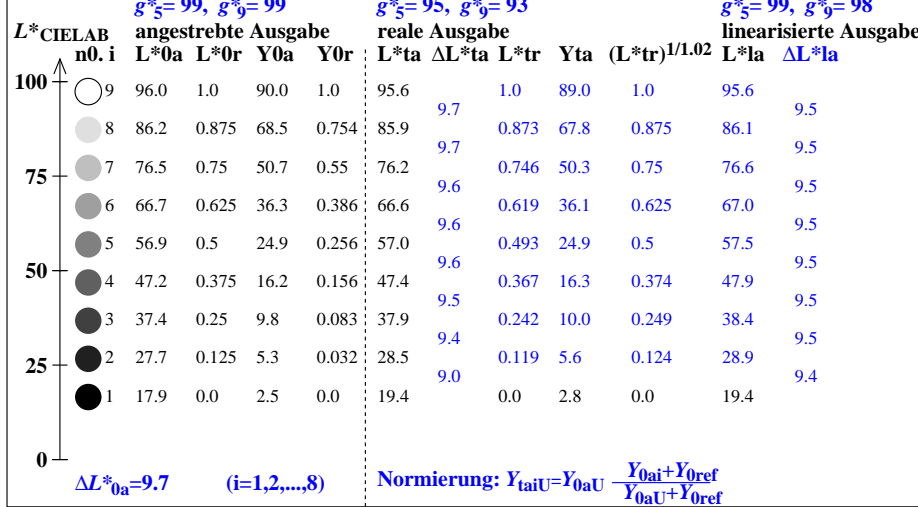 g*5= 99, g*9= 99 g*5= 95, g*9= 93 g*5= 99, g*9= 98
L*CIELAB angestrebte Ausgabe reale Ausgabe linearisierte Ausgabe
n0. i L*0a L*0r Y0a Y0r L*ta ΔL*ta L*tr Yta (L*tr)1/1.02 L*la ΔL*la
100 9 96.0 1.0 90.0 1.0 95.6 1.0 89.0 1.0 95.6
9.7 9.5
8 86.2 0.875 68.5 0.754 85.9 0.873 67.8 0.875 86.1
9.7 9.5
7 76.5 0.75 50.7 0.55 76.2 0.746 50.3 0.75 76.6
75 9.6 9.5
6 66.7 0.625 36.3 0.386 66.6 0.619 36.1 0.625 67.0
9.6 9.5
5 56.9 0.5 24.9 0.256 57.0 0.493 24.9 0.5 57.5
50 9.6 9.5
4 47.2 0.375 16.2 0.156 47.4 0.367 16.3 0.374 47.9
9.5 9.5
3 37.4 0.25 9.8 0.083 37.9 0.242 10.0 0.249 38.4
9.4 9.5
2 27.7 0.125 5.3 0.032 28.5 0.119 5.6 0.124 28.9
25 9.0 9.4
1 17.9 0.0 2.5 0.0 19.4 0.0 2.8 0.0 19.4
0
ΔL*0a=9.7 (i=1,2,...,8) Normierung: YtaiU=Y0aU Y0ai+Y0ref
Y0aU+Y0ref